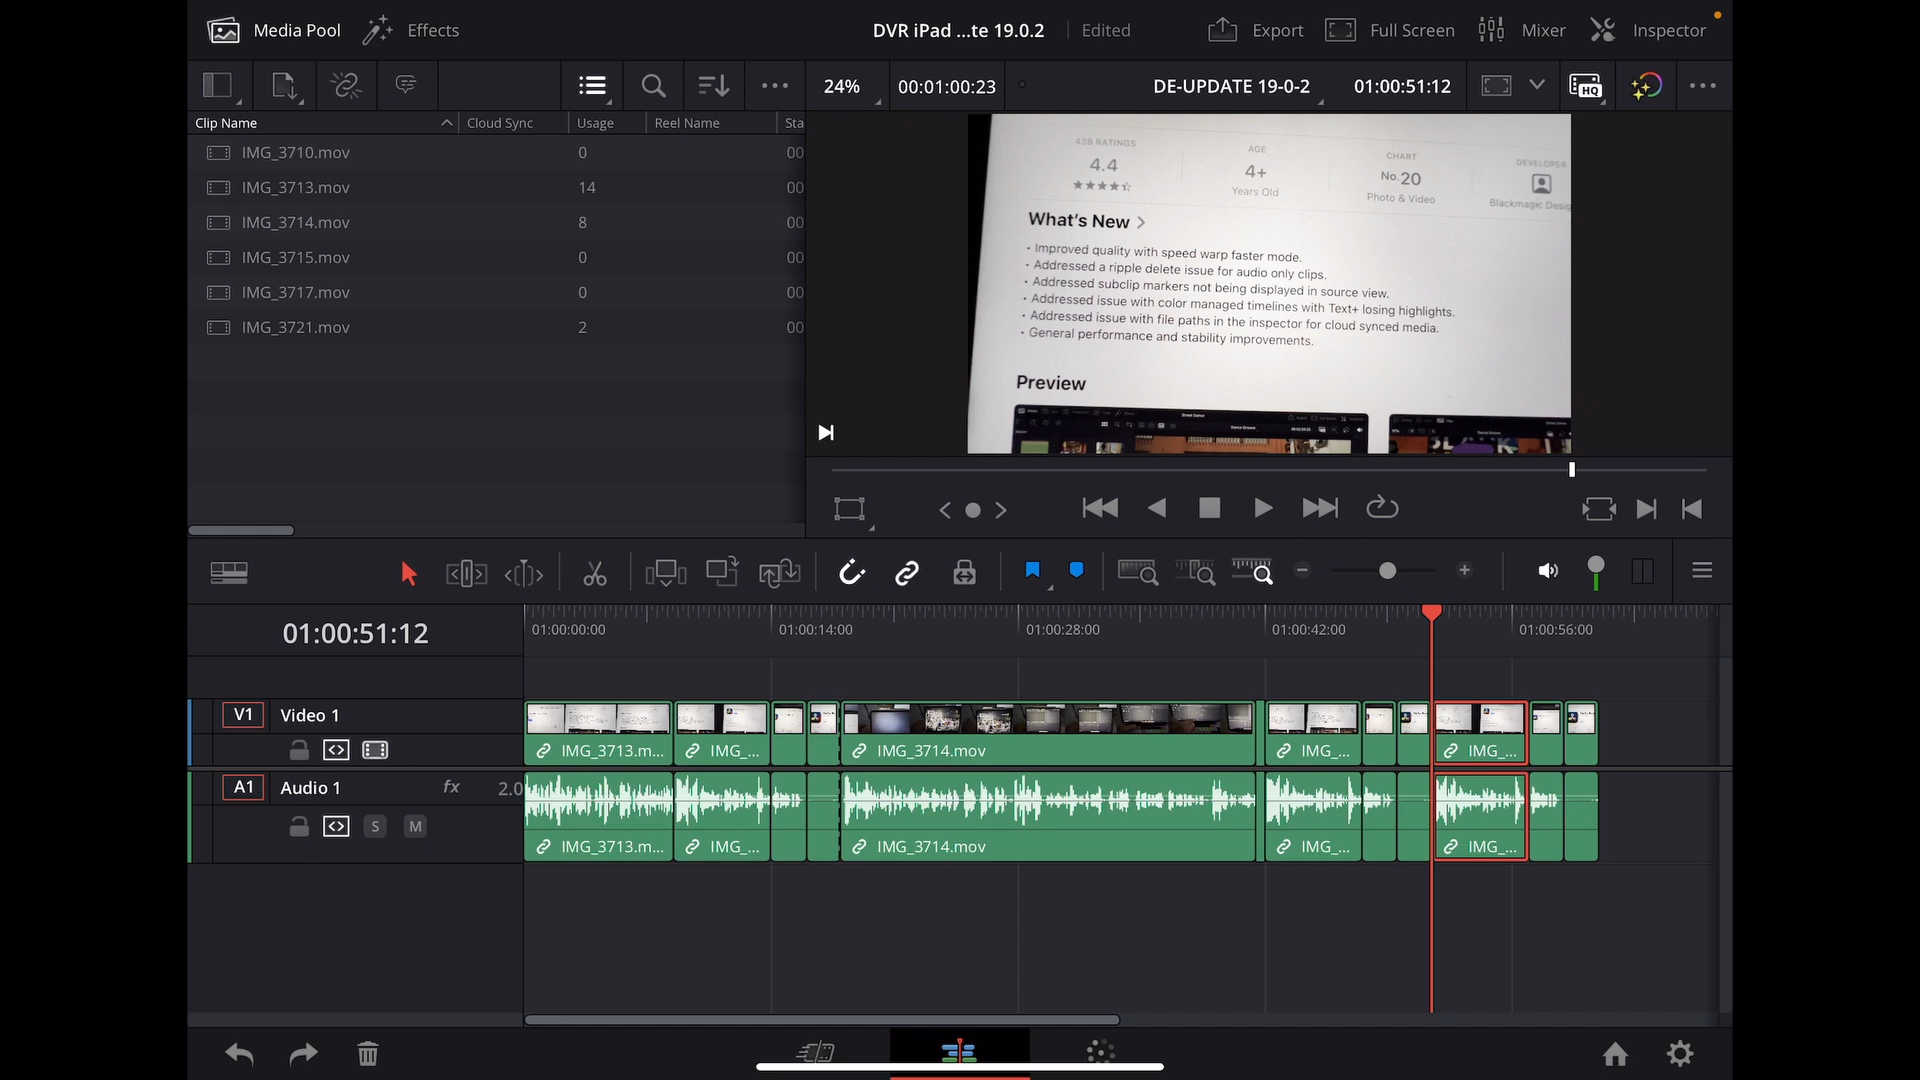 Media Pool
Effects
DVR iPad ...te 19.0.2
Edited
Export
Full Screen
Mixer
Inspector
24%
00:01:00:23
DE-UPDATE 19-0-2
01:00:51:12
HQ
Clip Name
Cloud Sync
Usage
Reel Name
Sta
IMG_3710.mov 0 00
IMG_3713.mov 14 00
IMG_3714.mov 8 00
IMG_3715.mov 0 00
IMG_3717.mov 0 00
IMG_3721.mov 2 00
438 RATINGS
4.4
AGE
4+
Years Old
CHART
No.20
Photo & Video
DEVELOPER
Blackmagic Desig
What's New >
• Improved quality with speed warp faster mode.
• Addressed a ripple delete issue for audio only clips.
• Addressed subclip markers not being displayed in source view.
• Addressed issue with color managed timelines with Text+ losing highlights.
• Addressed issue with file paths in the inspector for cloud synced media.
• General performance and stability improvements.
Preview
01:00:51:12
01:00:00:00
01:00:14:00
01:00:28:00
01:00:42:00
01:00:56:00
V1
Video 1
IMG_3713.m...
IMG_...
IMG_3714.mov
IMG_...
IMG_...
A1
Audio 1
fx
2.0
S
M
IMG_3713.m...
IMG_...
IMG_3714.mov
IMG_...
IMG_...